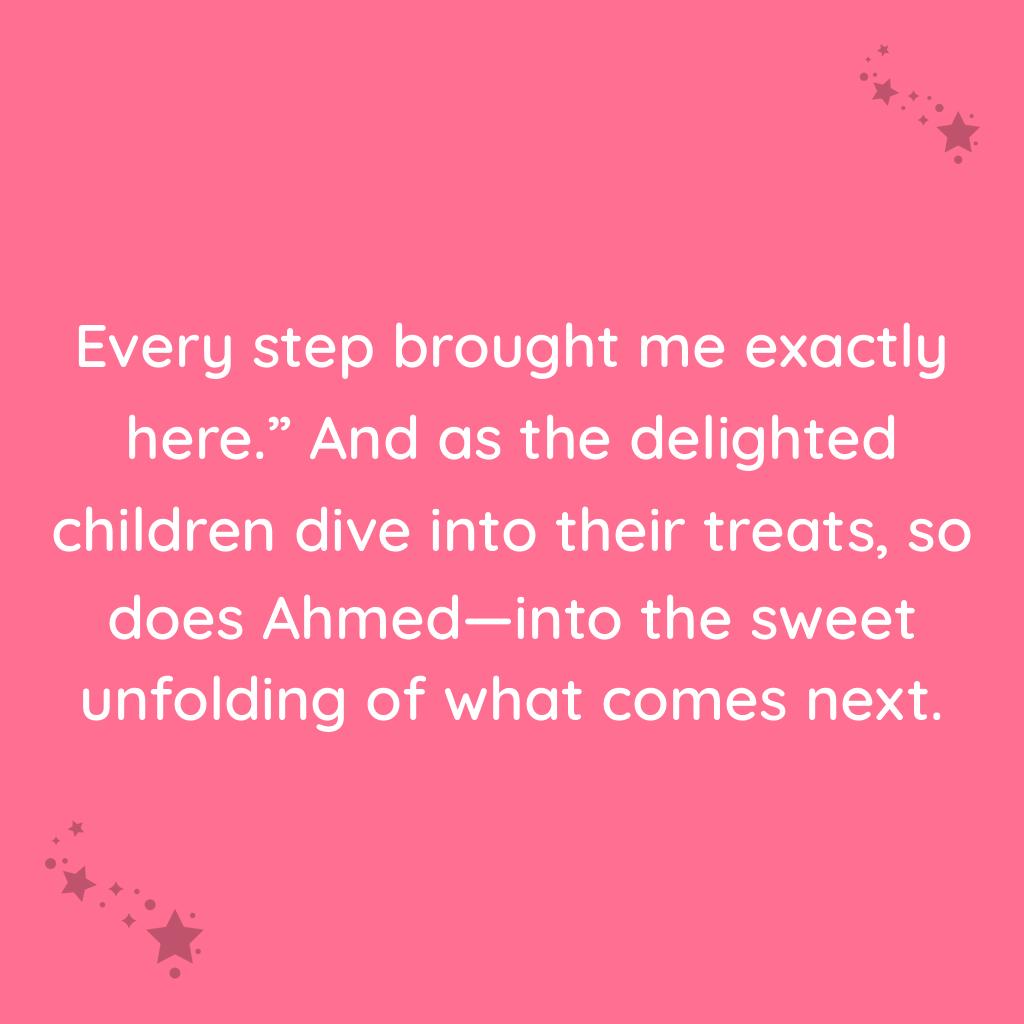 Every step brought me exactly
here.” And as the delighted
children dive into their treats, so
does Ahmed—into the sweet
unfolding of what comes next.